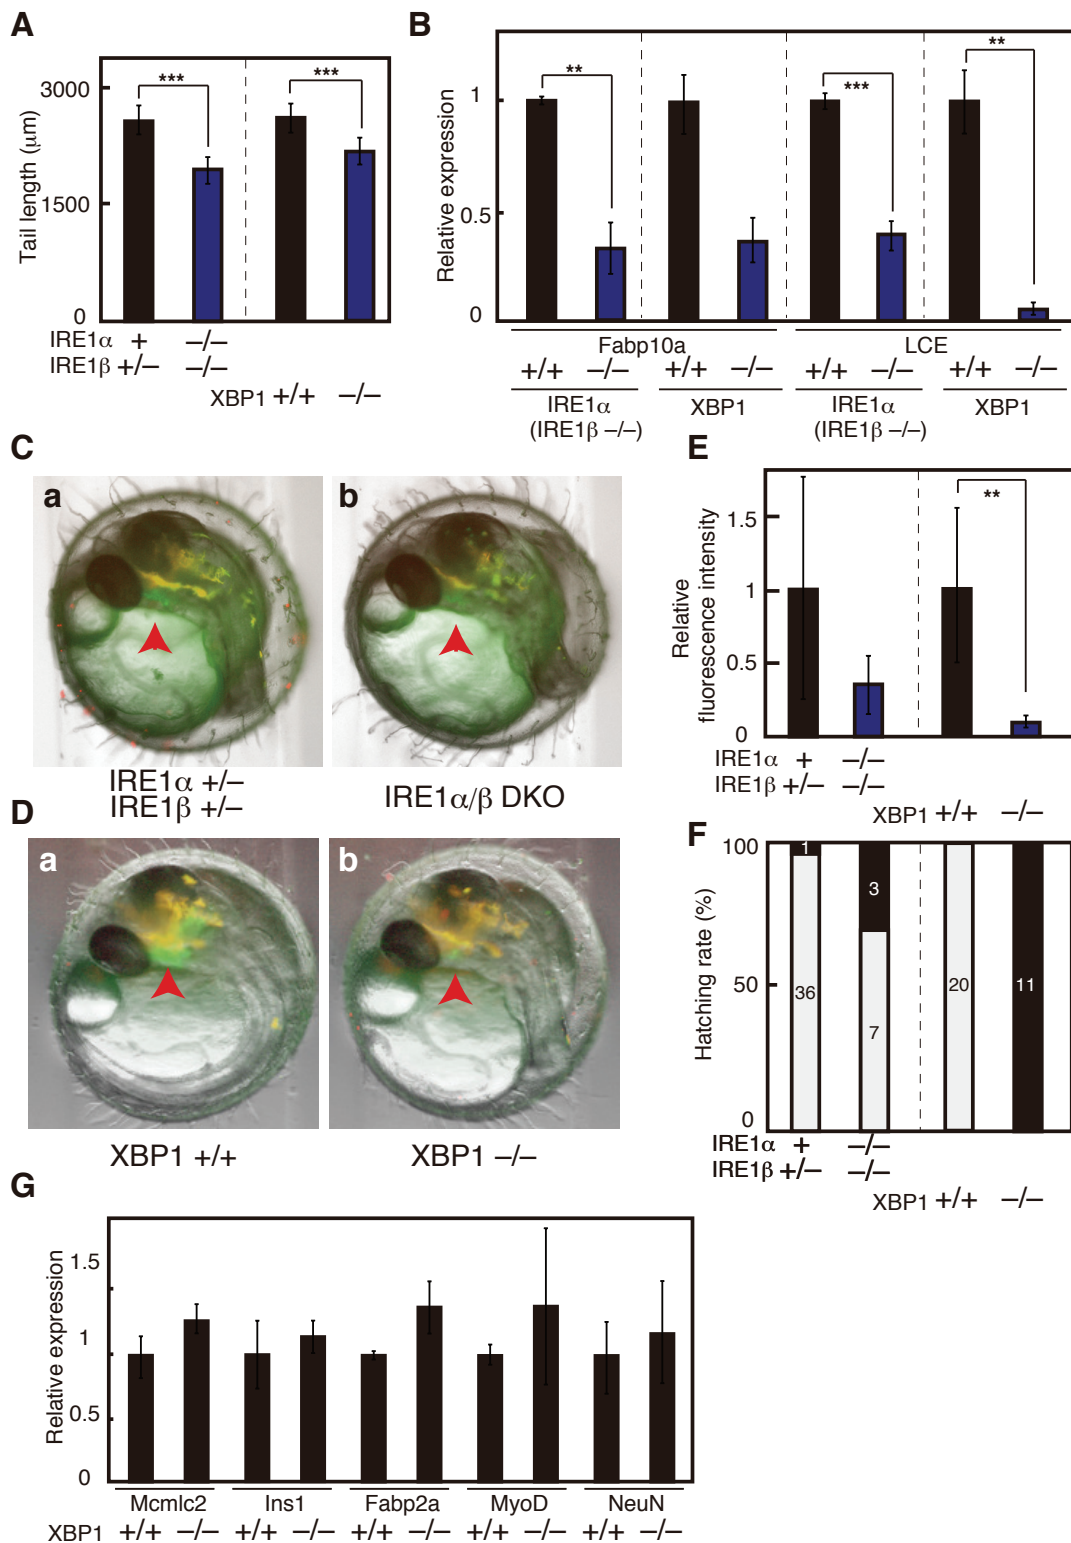 A
Tail length (μm)
3000
1500
0
***
***
IRE1α + –/–
IRE1β +/– –/–
XBP1 +/+ –/–
B
Relative expression
1
0.5
0
**
***
**
Fabp10a LCE
+/+ –/– +/+ –/– +/+ –/– +/+ –/–
IRE1α XBP1 IRE1α XBP1
(IRE1β –/–) (IRE1β –/–)
C
a b
IRE1α +/–
IRE1β +/–
IRE1α/β DKO
D
a b
XBP1 +/+ XBP1 –/–
E
Relative
fluorescence intensity
1.5
1
0.5
0
**
IRE1α + –/–
IRE1β +/– –/–
XBP1 +/+ –/–
F
Hatching rate (%)
100
50
0
1
36
3
7
20
11
IRE1α + –/–
IRE1β +/– –/–
XBP1 +/+ –/–
G
Relative expression
1.5
1
0.5
0
Mcmlc2 Ins1 Fabp2a MyoD NeuN
XBP1 +/+ –/– +/+ –/– +/+ –/– +/+ –/– +/+ –/–